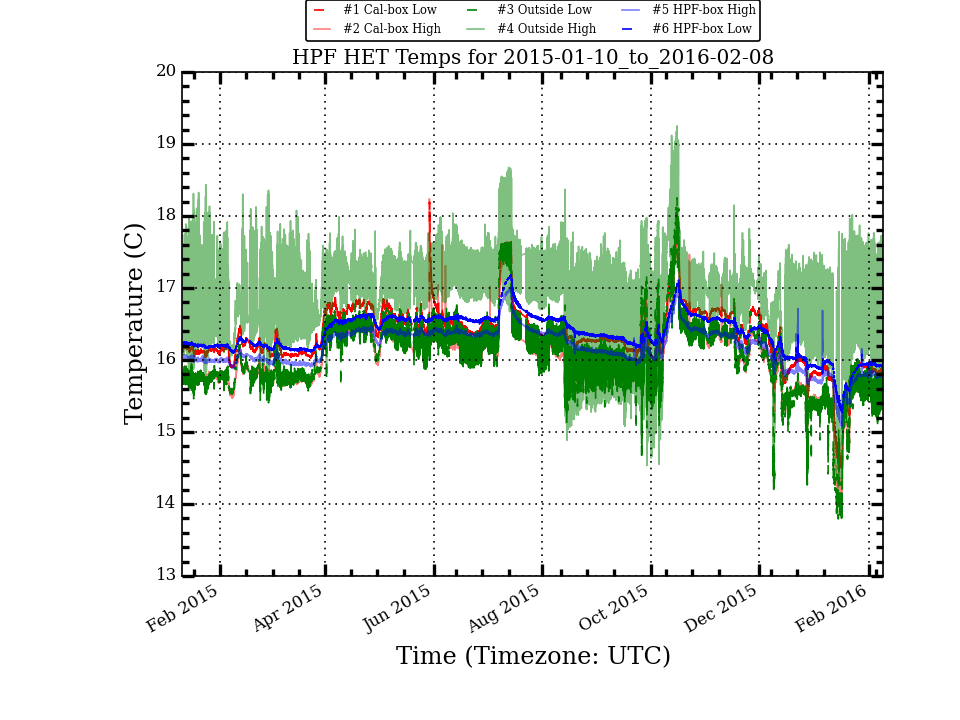 #1 Cal-box Low #3 Outside Low #5 HPF-box High
#2 Cal-box High #4 Outside High #6 HPF-box Low
HPF HET Temps for 2015-01-10_to_2016-02-08
20
19
18
17
16
15
14
13
Temperature (C)
Feb 2015 Apr 2015 Jun 2015 Aug 2015 Oct 2015 Dec 2015 Feb 2016
Time (Timezone: UTC)